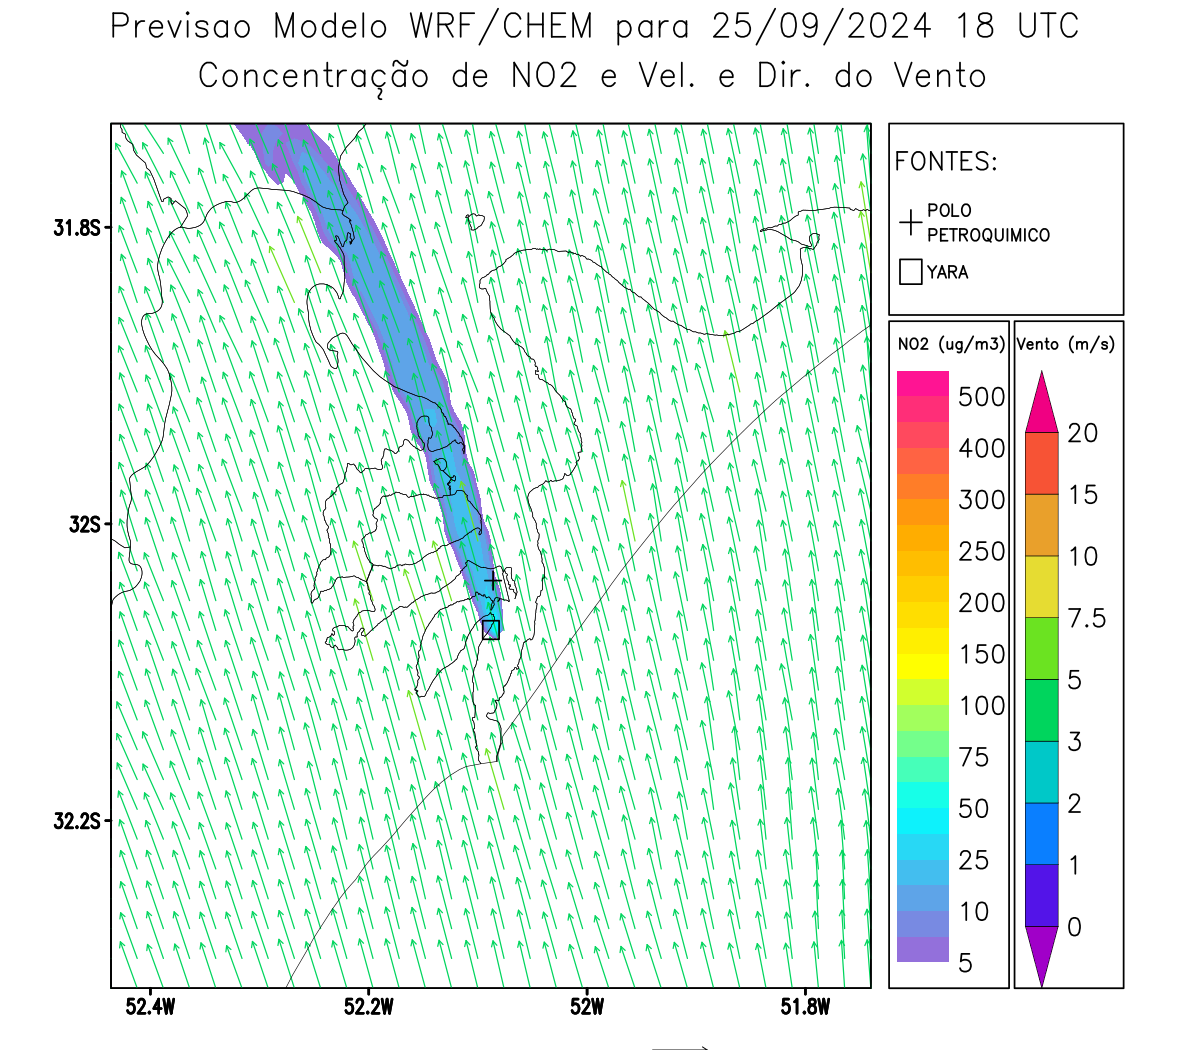 Previsao Modelo WRF/CHEM para 25/09/2024 18 UTC
Concentração de NO2 e Vel. e Dir. do Vento
FONTES:
POLO
PETROQUIMICO
YARA
31.8S
32S
32.2S
52.4W
52.2W
52W
51.8W
NO2 (ug/m3)
500
400
300
250
200
150
100
75
50
25
10
5
Vento (m/s)
20
15
10
7.5
5
3
2
1
0